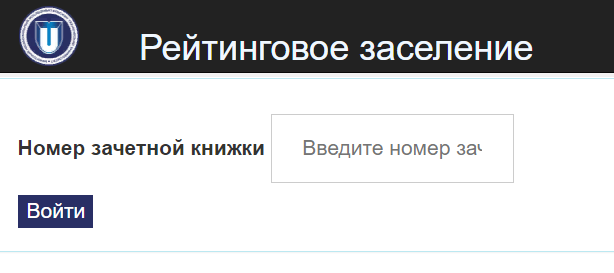 Рейтинговое заселение
Номер зачетной книжки
Введите номер зач
Войти